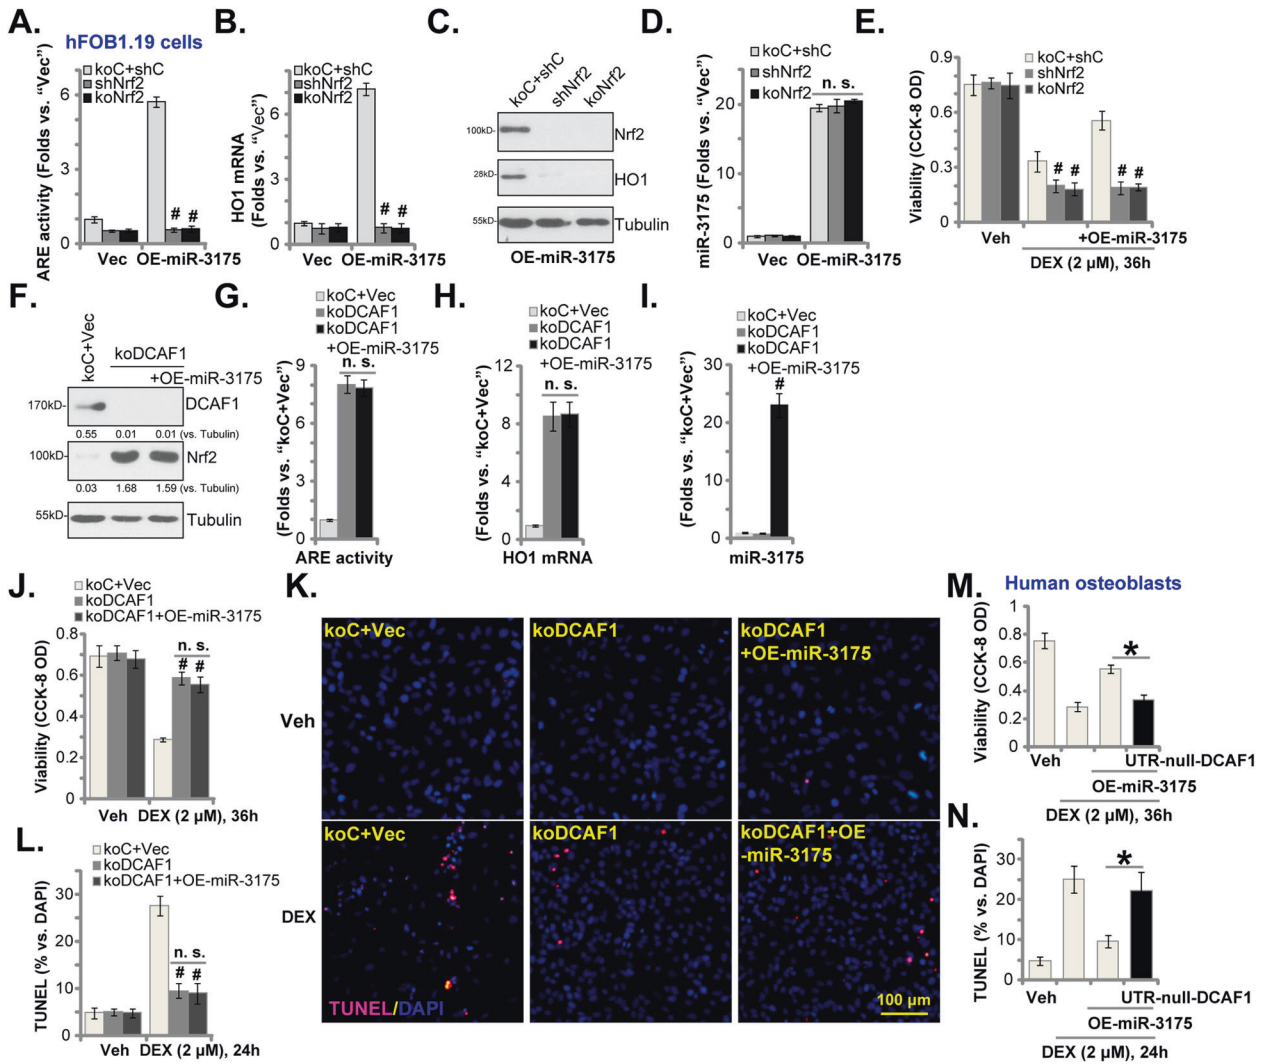 A.
hFOB1.19 cells
ARE activity (Folds vs. “Vec”)
koC+shC
shNrf2
koNrf2
6
3
0
# #
Vec OE-miR-3175
B.
HO1 mRNA
(Folds vs. “Vec”)
koC+shC
shNrf2
koNrf2
6
4
2
0
# #
Vec OE-miR-3175
C.
koC+shC
shNrf2
koNrf2
100kD-
Nrf2
28kD-
HO1
55kD-
Tubulin
OE-miR-3175
D.
miR-3175 (Folds vs. “Vec”)
koC+shC
shNrf2
koNrf2
n. s.
20
10
0
Vec OE-miR-3175
E.
Viability (CCK-8 OD)
koC+shC
shNrf2
koNrf2
0.9
0.6
0.3
0
# # # #
Veh +OE-miR-3175
DEX (2 µM), 36h
F.
koC+Vec
koDCAF1
+OE-miR-3175
170kD-
DCAF1
0.55 0.01 0.01 (vs. Tubulin)
100kD-
Nrf2
0.03 1.68 1.59 (vs. Tubulin)
55kD-
Tubulin
G.
koC+Vec
koDCAF1
koDCAF1
+OE-miR-3175
(Folds vs. “koC+Vec”)
9
6
3
0
n. s.
ARE activity
H.
koC+Vec
koDCAF1
koDCAF1
+OE-miR-3175
(Folds vs. “koC+Vec”)
12
8
4
0
n. s.
HO1 mRNA
I.
koC+Vec
koDCAF1
koDCAF1
+OE-miR-3175
(Folds vs. “koC+Vec”)
30
20
10
0
#
miR-3175
J.
koC+Vec
koDCAF1
koDCAF1+OE-miR-3175
Viability (CCK-8 OD)
0.8
0.6
0.4
0.2
0
n. s.
# #
Veh DEX (2 µM), 36h
K.
koC+Vec
koDCAF1
koDCAF1
+OE-miR-3175
Veh
koC+Vec
koDCAF1
koDCAF1+OE
-miR-3175
DEX
TUNEL/DAPI
100 µm
L.
koC+Vec
koDCAF1
koDCAF1+OE-miR-3175
TUNEL (% vs. DAPI)
30
20
10
0
n. s.
# #
Veh DEX (2 µM), 24h
M.
Human osteoblasts
Viability (CCK-8 OD)
1
0.8
0.6
0.4
0.2
0
*
Veh UTR-null-DCAF1
OE-miR-3175
DEX (2 µM), 36h
N.
TUNEL (% vs. DAPI)
30
20
10
0
*
Veh UTR-null-DCAF1
OE-miR-3175
DEX (2 µM), 24h